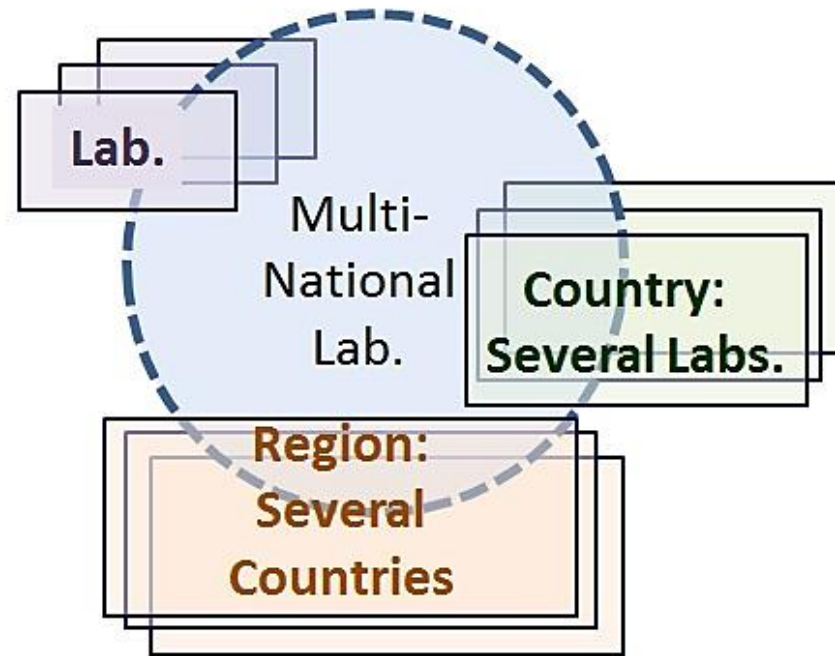 Lab.
Multi-
National
Lab.
Country:
Several Labs.
Region:
Several
Countries